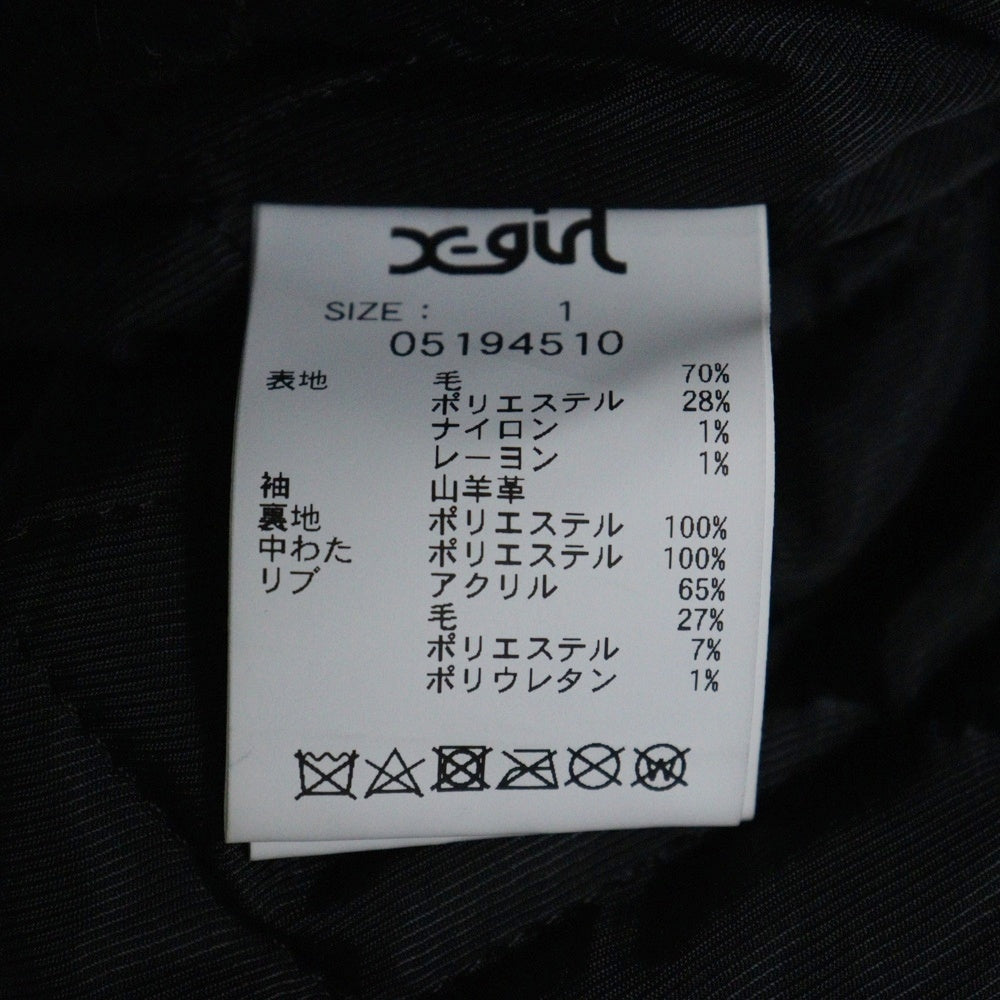 X-girl
SIZE : 1
05194510
表地 毛 70%
ポリエステル 28%
ナイロン 1%
レーヨン 1%
袖 山羊革
裏地 ポリエステル 100%
中わた ポリエステル 100%
リブ アクリル 65%
毛 27%
ポリエステル 7%
ポリウレタン 1%
W